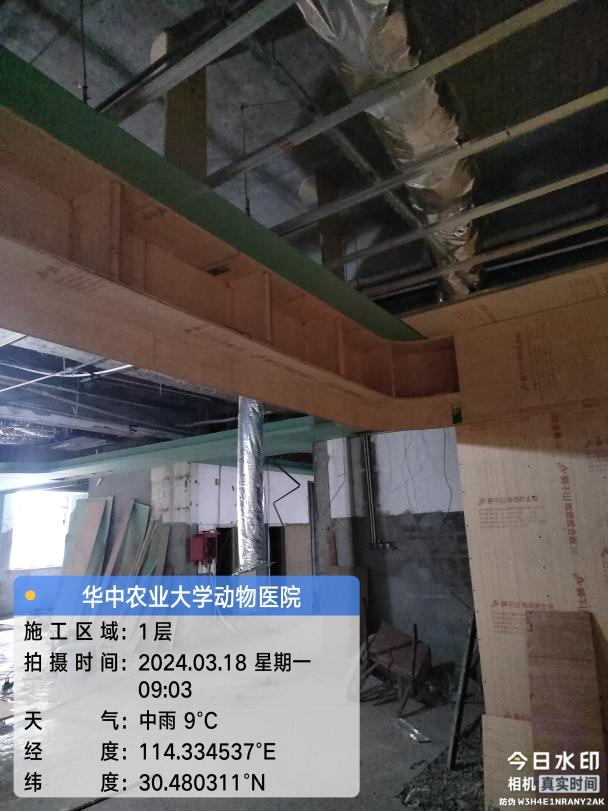 华中农业大学动物医院
施工区域：1层
拍摄时间：2024.03.18 星期一
09:03
天气：中雨 9°C
经度：114.334537°E
纬度：30.480311°N
今日水印
相机 真实时间
防伪 W3H4E1NRANY2AK